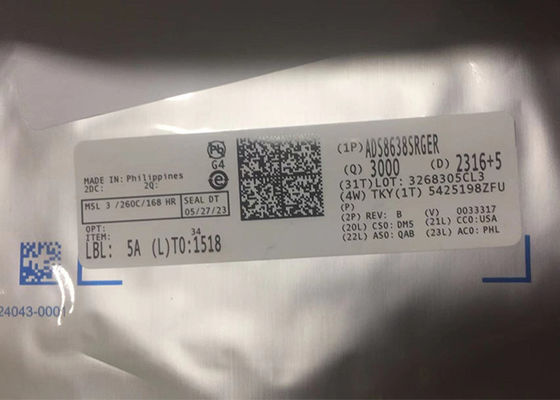 MADE IN: Philippines
2DC: 2Q:
MSL 3 /260C/168 HR
SEAL DT
05/27/23
OPT:
ITEM: 34
LBL: 5A (L)TO:1518
Pb
G4
e
(1P) ADS8638SRGER
(Q) 3000 (D) 2316+5
(31T) LOT: 3268305CL3
(4W) TKY(1T) 5425198ZFU
(P)
(2P) REV: B (V) 0033317
(20L) CSO: DMS (21L) CCO:USA
(22L) ASO: QAB (23L) ACO: PHL
24043-0001